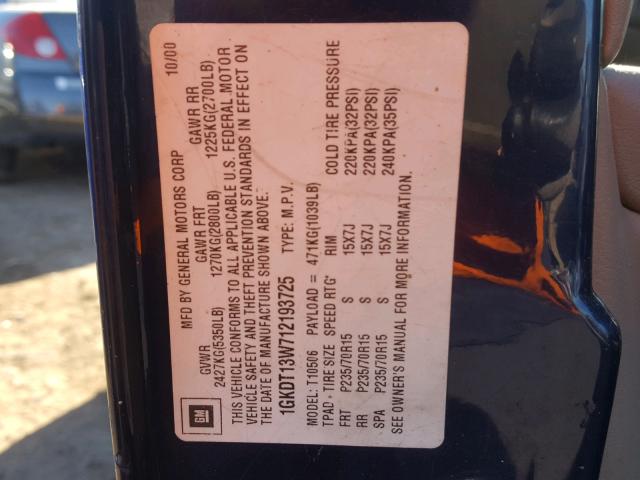 MFD BY GENERAL MOTORS CORP 10/00
GVWR GAWR FRT GAWR RR
2427KG(5350LB) 1270KG(2800LB) 1225KG(2700LB)
THIS VEHICLE CONFORMS TO ALL APPLICABLE U.S. FEDERAL MOTOR
VEHICLE SAFETY AND THEFT PREVENTION STANDARDS IN EFFECT ON
THE DATE OF MANUFACTURE SHOWN ABOVE.
1GKDT13W712193725 TYPE: M.P.V.
MODEL: T10506 PAYLOAD = 471KG(1039LB)
TPAD - TIRE SIZE SPEED RTG* RIM COLD TIRE PRESSURE
FRT P235/70R15 S 15X7J 220KPA(32PSI)
RR P235/70R15 S 15X7J 220KPA(32PSI)
SPA P235/70R15 S 15X7J 240KPA(35PSI)
SEE OWNER'S MANUAL FOR MORE INFORMATION.
GM